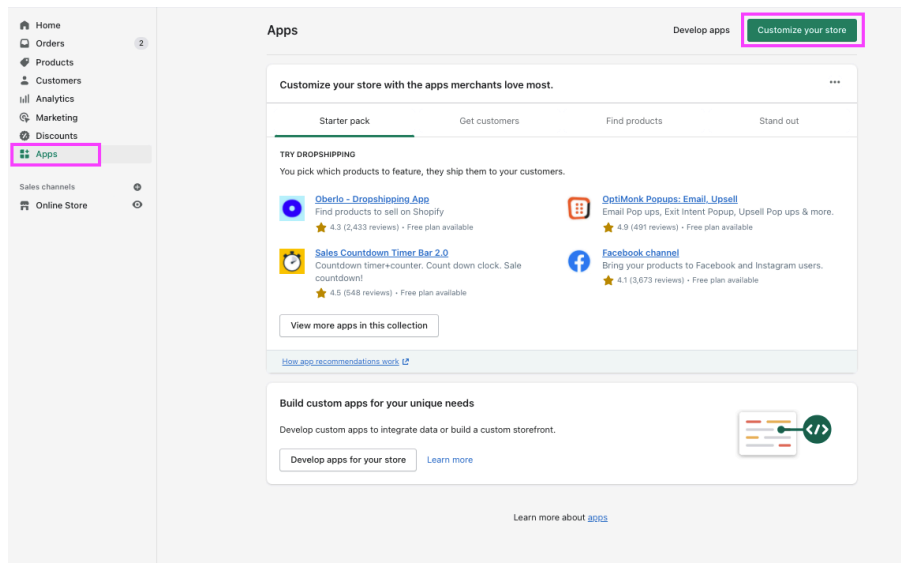 Home
Orders 2
Products
Customers
Analytics
Marketing
Discounts
Apps
Sales channels
Online Store
Apps
Develop apps
Customize your store
Customize your store with the apps merchants love most.
Starter pack
Get customers
Find products
Stand out
TRY DROPSHIPPING
You pick which products to feature, they ship them to your customers.
Oberlo - Dropshipping App
Find products to sell on Shopify
4.3 (2,433 reviews) • Free plan available
OptiMonk Popups: Email, Upsell
Email Pop ups, Exit Intent Popup, Upsell Pop ups & more.
4.9 (491 reviews) • Free plan available
Sales Countdown Timer Bar 2.0
Countdown timer+counter. Count down clock. Sale
countdown!
4.5 (548 reviews) • Free plan available
Facebook channel
Bring your products to Facebook and Instagram users.
4.1 (3,673 reviews) • Free plan available
View more apps in this collection
How app recommendations work
Build custom apps for your unique needs
Develop custom apps to integrate data or build a custom storefront.
Develop apps for your store
Learn more
Learn more about apps